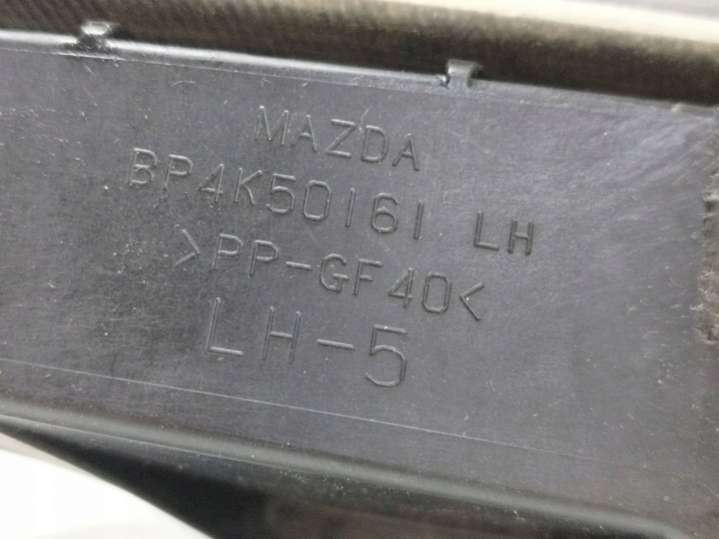 MAZDA
BP4K50161 LH
>PP-GF40<
LH-5